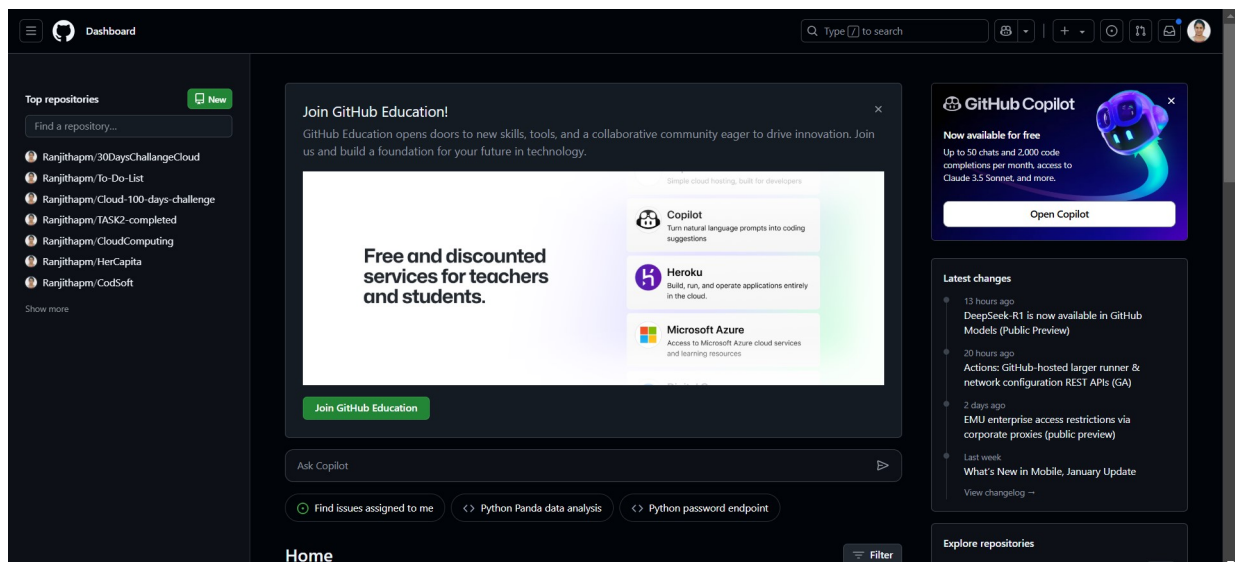 Dashboard
Type / to search
Top repositories
New
Find a repository...
Ranjithapm/30DaysChallangeCloud
Ranjithapm/To-Do-List
Ranjithapm/Cloud-100-days-challenge
Ranjithapm/TASK2-completed
Ranjithapm/CloudComputing
Ranjithapm/HerCapita
Ranjithapm/CodSoft
Show more
Join GitHub Education!
GitHub Education opens doors to new skills, tools, and a collaborative community eager to drive innovation. Join
us and build a foundation for your future in technology.
Free and discounted
services for teachers
and students.
Simple cloud hosting, built for developers
Copilot
Turn natural language prompts into coding
suggestions
Heroku
Build, run, and operate applications entirely
in the cloud.
Microsoft Azure
Access to Microsoft Azure cloud services
and learning resources
Join GitHub Education
Ask Copilot
Find issues assigned to me
Python Panda data analysis
Python password endpoint
Home
Filter
GitHub Copilot
Now available for free
Up to 50 chats and 2,000 code
completions per month, access to
Claude 3.5 Sonnet, and more.
Open Copilot
Latest changes
13 hours ago
DeepSeek-R1 is now available in GitHub
Models (Public Preview)
20 hours ago
Actions: GitHub-hosted larger runner &
network configuration REST APIs (GA)
2 days ago
EMU enterprise access restrictions via
corporate proxies (public preview)
Last week
What's New in Mobile, January Update
View changelog →
Explore repositories